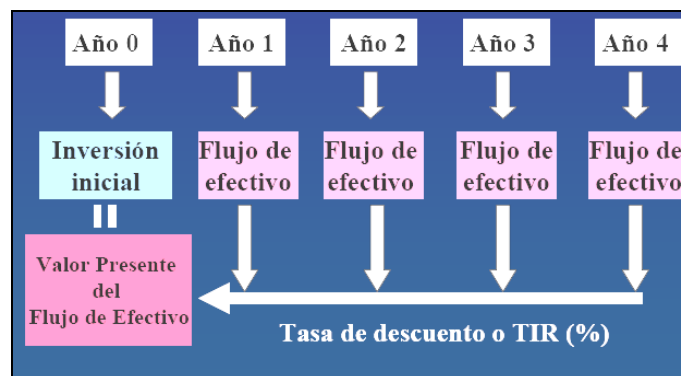 Año 0
Año 1
Año 2
Año 3
Año 4
Inversión
inicial
Flujo de
efectivo
Flujo de
efectivo
Flujo de
efectivo
Flujo de
efectivo
Valor Presente
del
Flujo de Efectivo
Tasa de descuento o TIR (%)